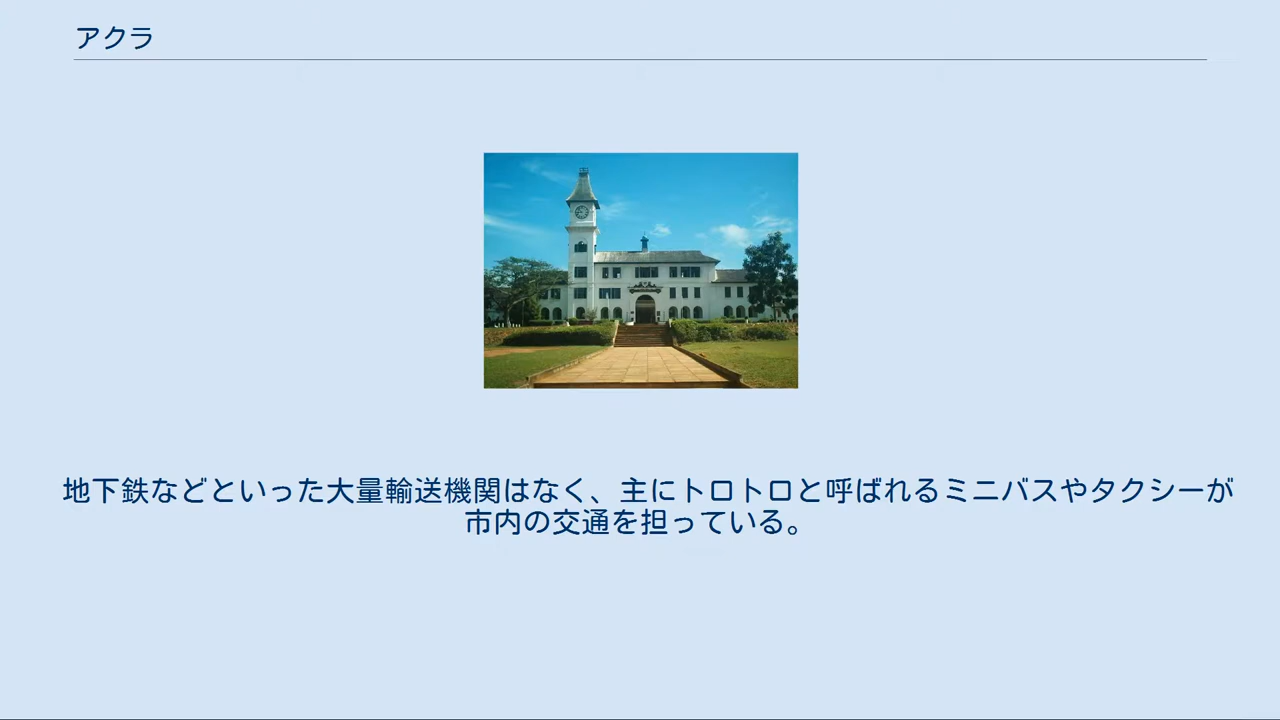 アクラ
地下鉄などといった大量輸送機関はなく、主にトロトロと呼ばれるミニバスやタクシーが
市内の交通を担っている。